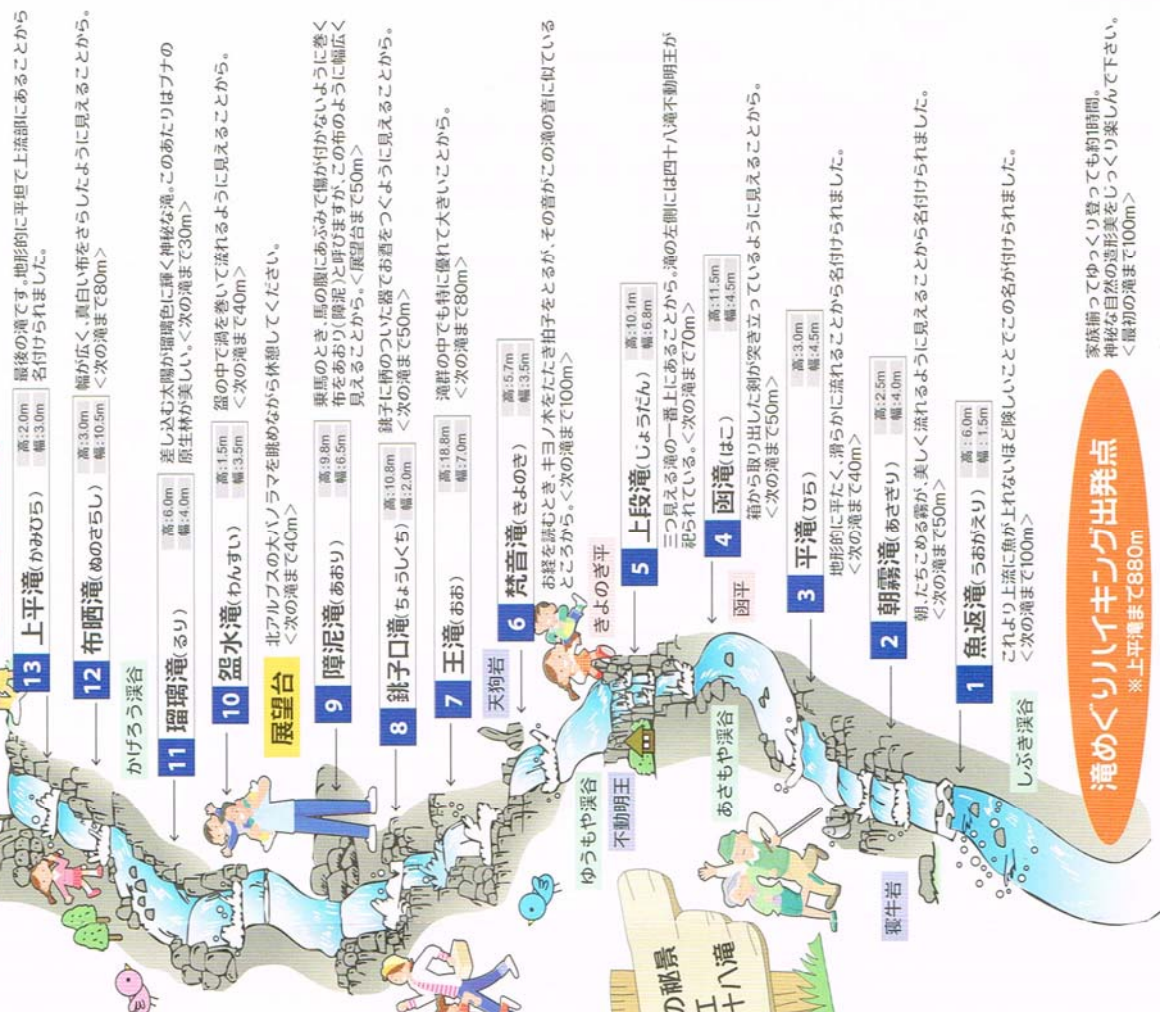 13 上平滝(かみひら) 高:2.0m 幅:3.0m
最後の滝です。地形的に平坦で上流部にあることから
名付けられました。
12 布晒滝(ぬのさらし) 高:3.0m 幅:10.5m
幅が広く、真白い布をさらしたように見えることから。
<次の滝まで80m>
かげろう渓谷
11 瑠璃滝(るり) 高:6.0m 幅:4.0m
差し込む太陽が瑠璃色に輝く神秘な滝。このあたりはブナの
原生林が美しい。<次の滝まで30m>
10 盌水滝(わんすい) 高:1.5m 幅:3.5m
盌の中で渦を巻いて流れるように見えることから。
<次の滝まで40m>
展望台
北アルプスの大パノラマを眺めながら休憩してください。
<次の滝まで40m>
9 障泥滝(あおり) 高:9.8m 幅:6.5m
乗馬のとき、馬の腹にあぶみで傷が付かないように巻く
布をあおり(障泥)と呼びますが、この布のように幅広く
見えることから。<展望台まで50m>
8 銚子口滝(ちょうしくち) 高:10.8m 幅:2.0m
銚子に柄のついた器でお酒をつぐように見えることから。
<次の滝まで50m>
7 王滝(おお) 高:18.8m 幅:7.0m
滝群の中でも特に優れて大きいことから。
<次の滝まで80m>
天狗岩
6 梵音滝(きよのき) 高:5.7m 幅:3.5m
お経を読むとき、キヨノ木をたたき拍子をとるが、その音がこの滝の音に似ている
ところから。<次の滝まで100m>
きよのき平
ゆうもや渓谷
不動明王
5 上段滝(じょうだん) 高:10.1m 幅:6.8m
三つ見える滝の一番上にあることから。滝の左側には四十八滝不動明王が
祀られている。<次の滝まで70m>
4 函滝(はこ) 高:11.5m 幅:4.5m
箱から取り出した剣が突き立っているように見えることから。
<次の滝まで50m>
函平
あさもや渓谷
3 平滝(ひら) 高:3.0m 幅:4.5m
地形的に平たく、滑らかに流れることから名付けられました。
<次の滝まで40m>
2 朝霧滝(あさぎり) 高:2.5m 幅:4.0m
朝、たちこめる霧が、美しく流れるように見えることから名付けられました。
<次の滝まで50m>
寝牛岩
1 魚返滝(うおがえり) 高:6.0m 幅:1.5m
これより上流に魚が上れないほど険しいことでこの名が付けられました。
<次の滝まで100m>
しぶき渓谷
滝めぐりハイキング出発点
※上平滝まで880m
家族揃ってゆっくり登っても約1時間。
神秘な自然の造形美をじっくり楽しんで下さい。
<最初の滝まで100m>
の秘景
工
十八滝